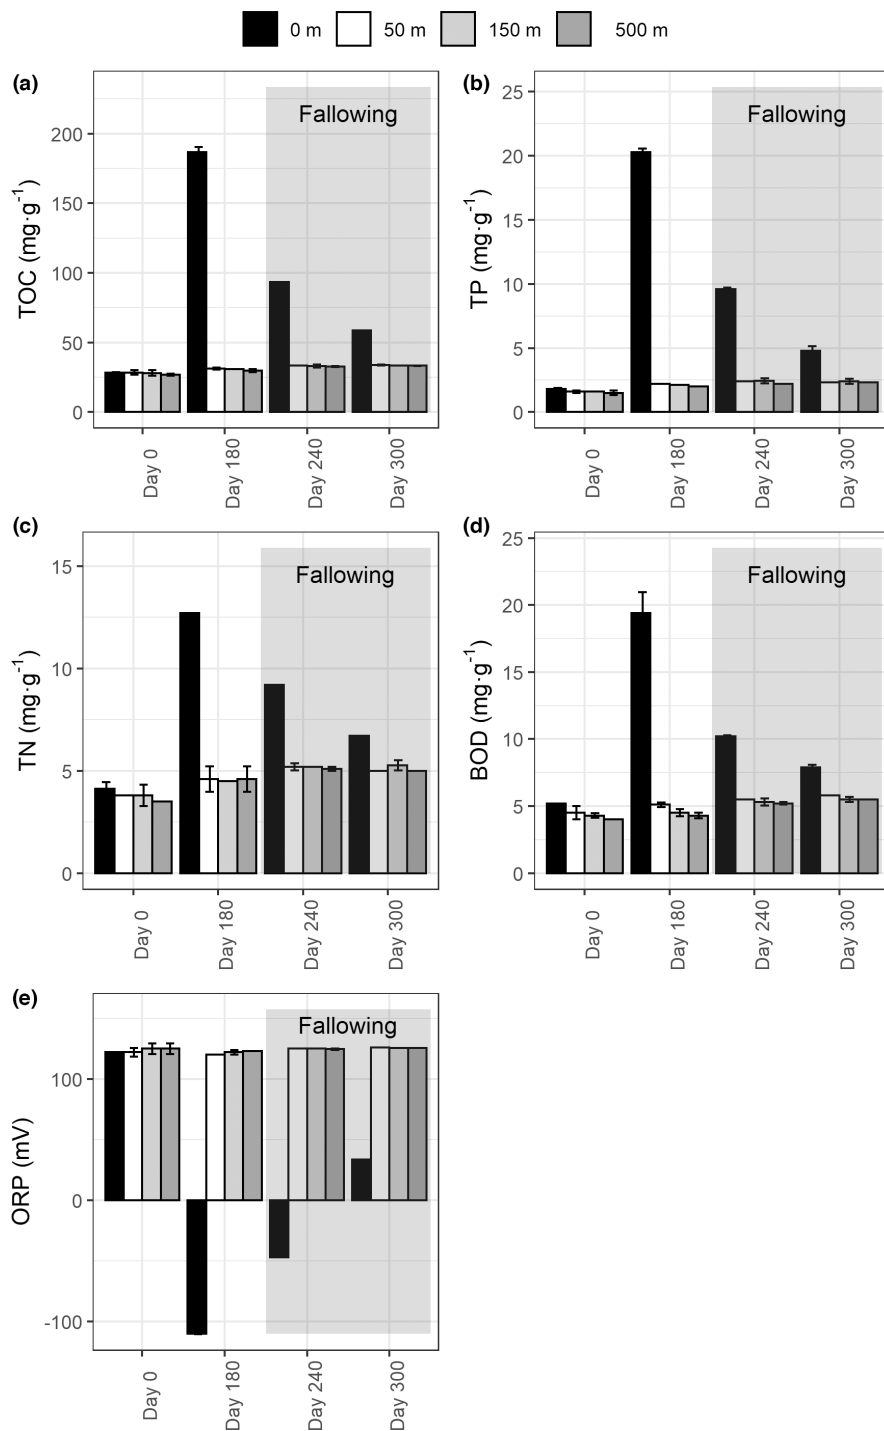 0 m 50 m 150 m 500 m
(a)
Fallowing
200
150
100
50
0
TOC (mg·g-1)
Day 0
Day 180
Day 240
Day 300
(b)
Fallowing
25
20
15
10
5
0
TP (mg·g-1)
Day 0
Day 180
Day 240
Day 300
(c)
Fallowing
15
10
5
0
TN (mg·g-1)
Day 0
Day 180
Day 240
Day 300
(d)
Fallowing
25
20
15
10
5
0
BOD (mg·g-1)
Day 0
Day 180
Day 240
Day 300
(e)
Fallowing
100
0
-100
ORP (mV)
Day 0
Day 180
Day 240
Day 300